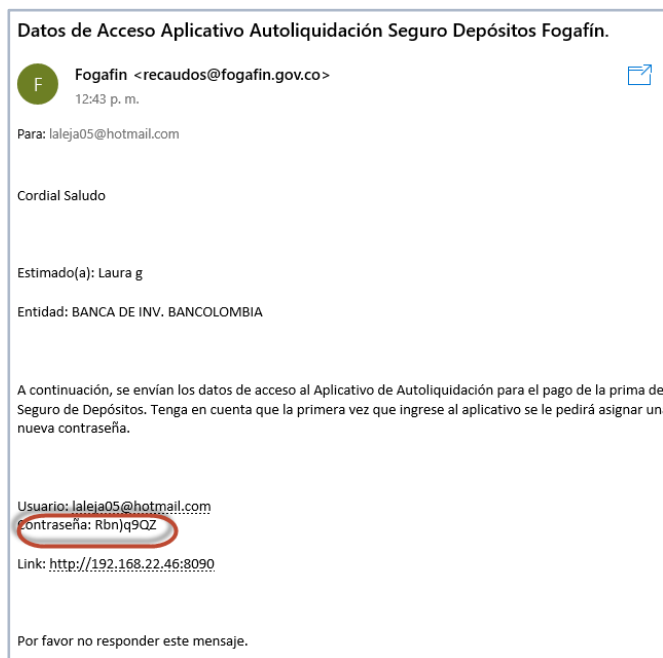 Datos de Acceso Aplicativo Autoliquidación Seguro Depósitos Fogafín.
F
Fogafin <recaudos@fogafin.gov.co>
12:43 p. m.
Para: laleja05@hotmail.com
Cordial Saludo
Estimado(a): Laura g
Entidad: BANCA DE INV. BANCOLOMBIA
A continuación, se envían los datos de acceso al Aplicativo de Autoliquidación para el pago de la prima de
Seguro de Depósitos. Tenga en cuenta que la primera vez que ingrese al aplicativo se le pedirá asignar una
nueva contraseña.
Usuario: laleja05@hotmail.com
Contraseña: Rbn)q9QZ
Link: http://192.168.22.46:8090
Por favor no responder este mensaje.